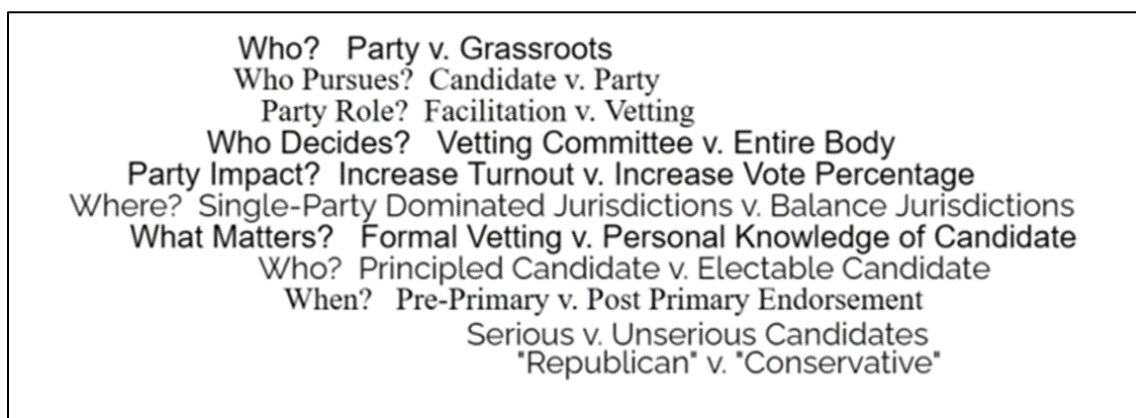 Who? Party v. Grassroots
Who Pursues? Candidate v. Party
Party Role? Facilitation v. Vetting
Who Decides? Vetting Committee v. Entire Body
Party Impact? Increase Turnout v. Increase Vote Percentage
Where? Single-Party Dominated Jurisdictions v. Balance Jurisdictions
What Matters? Formal Vetting v. Personal Knowledge of Candidate
Who? Principled Candidate v. Electable Candidate
When? Pre-Primary v. Post Primary Endorsement
Serious v. Unserious Candidates
"Republican" v. "Conservative"